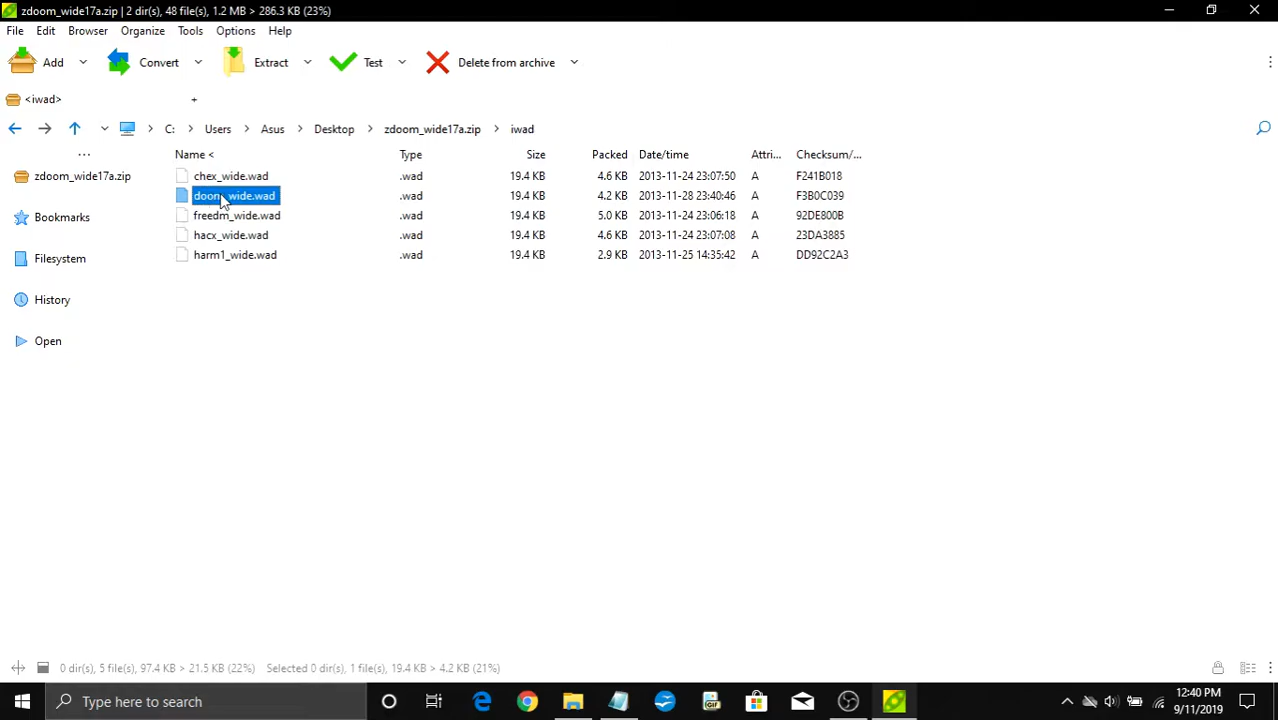 zdoom_wide17a.zip | 2 dir(s), 48 file(s), 1.2 MB > 286.3 KB (23%)
File Edit Browser Organize Tools Options Help
Add Convert Extract Test Delete from archive
<iwad> +
C: Users Asus Desktop zdoom_wide17a.zip iwad
... Name < Type Size Packed Date/time Attri... Checksum/...
zdoom_wide17a.zip
Bookmarks
Filesystem
History
Open
chex_wide.wad .wad 19.4 KB 4.6 KB 2013-11-24 23:07:50 A F241B018
doom_wide.wad .wad 19.4 KB 4.2 KB 2013-11-28 23:40:46 A F3B0C039
freedm_wide.wad .wad 19.4 KB 5.0 KB 2013-11-24 23:06:18 A 92DE800B
hacx_wide.wad .wad 19.4 KB 4.6 KB 2013-11-24 23:07:08 A 23DA3885
harm1_wide.wad .wad 19.4 KB 2.9 KB 2013-11-25 14:35:42 A DD92C2A3
0 dir(s), 5 file(s), 97.4 KB > 21.5 KB (22%) Selected 0 dir(s), 1 file(s), 19.4 KB > 4.2 KB (21%)
Type here to search
GIF
12:40 PM
9/11/2019